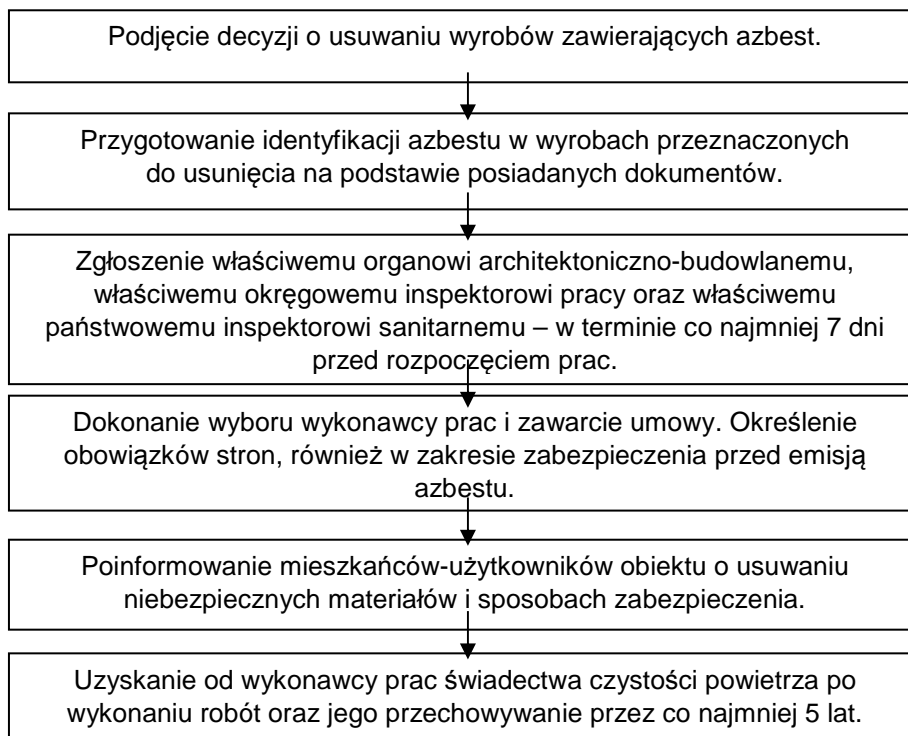 Podjęcie decyzji o usuwaniu wyrobów zawierających azbest.
Przygotowanie identyfikacji azbestu w wyrobach przeznaczonych
do usunięcia na podstawie posiadanych dokumentów.
Zgłoszenie właściwemu organowi architektoniczno-budowlanemu,
właściwemu okręgowemu inspektorowi pracy oraz właściwemu
państwowemu inspektorowi sanitarnemu – w terminie co najmniej 7 dni
przed rozpoczęciem prac.
Dokonanie wyboru wykonawcy prac i zawarcie umowy. Określenie
obowiązków stron, również w zakresie zabezpieczenia przed emisją
azbestu.
Poinformowanie mieszkańców-użytkowników obiektu o usuwaniu
niebezpiecznych materiałów i sposobach zabezpieczenia.
Uzyskanie od wykonawcy prac świadectwa czystości powietrza po
wykonaniu robót oraz jego przechowywanie przez co najmniej 5 lat.